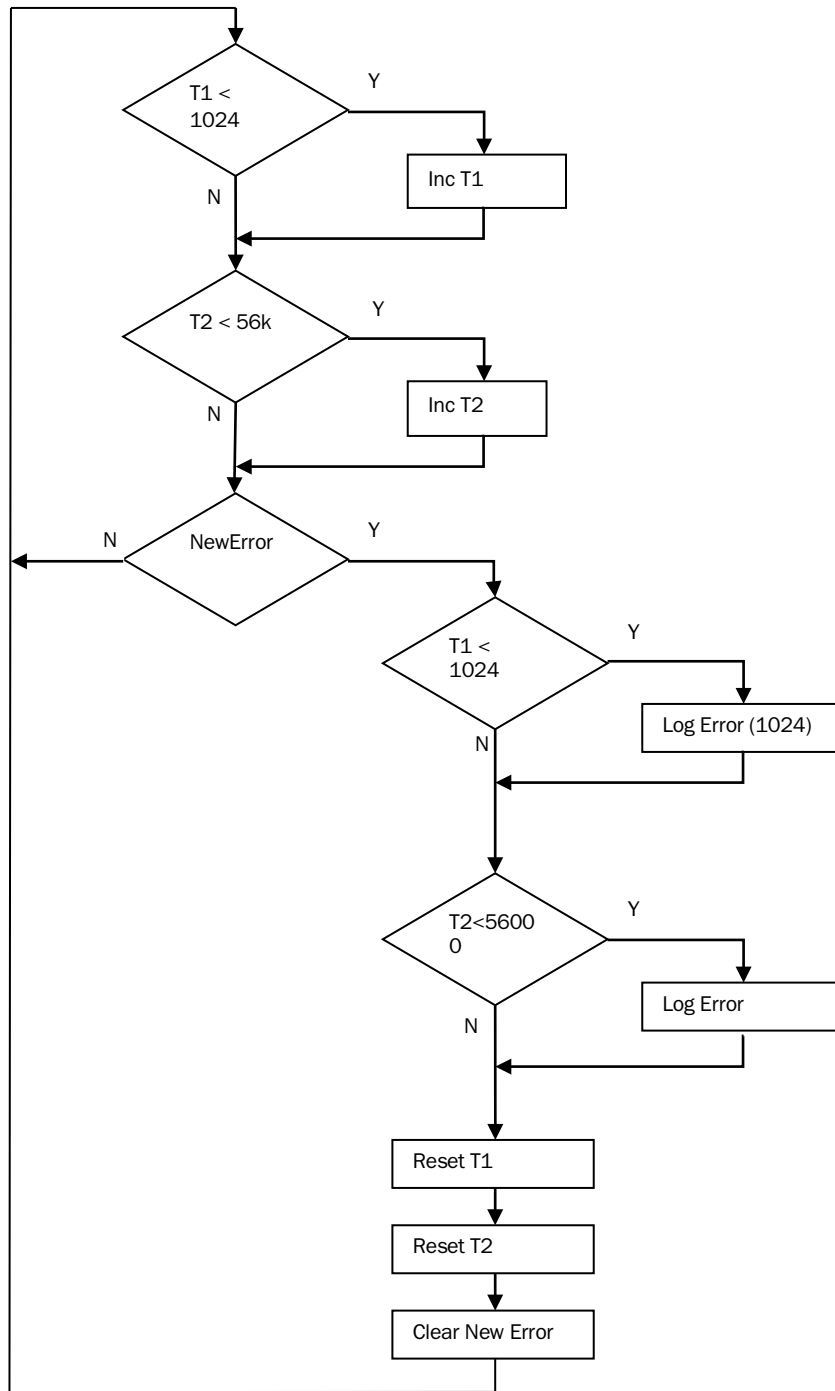 T1 <
1024
Y
Inc T1
N
T2 < 56k
Y
Inc T2
N
NewError
N
Y
T1 <
1024
Y
Log Error (1024)
N
T2<5600
0
Y
Log Error
N
Reset T1
Reset T2
Clear New Error